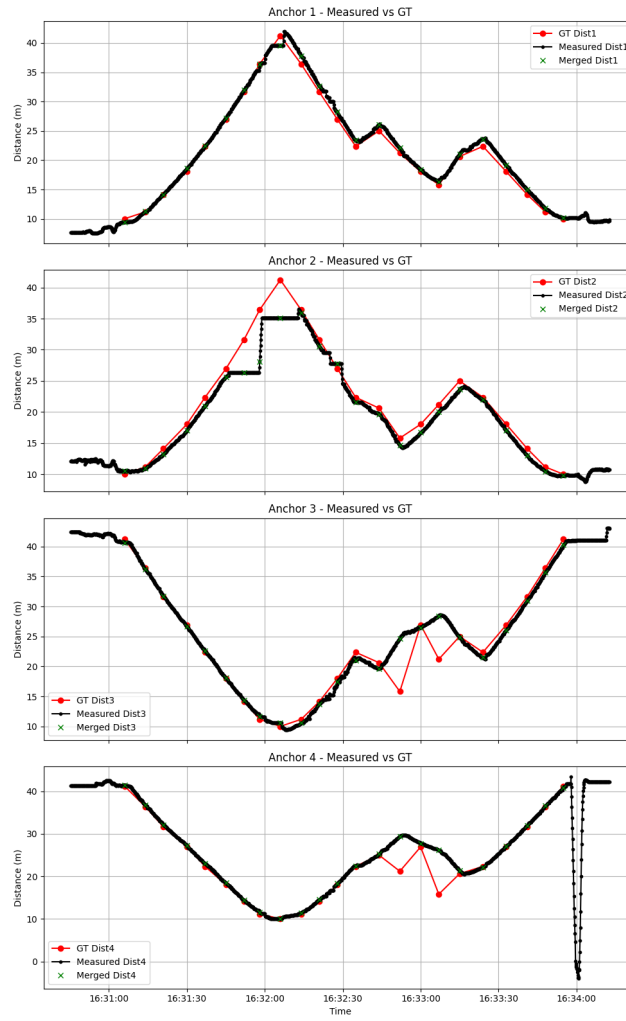 Anchor 1 - Measured vs GT
40
35
30
25
20
15
10
Distance (m)
GT Dist1
Measured Dist1
Merged Dist1
Anchor 2 - Measured vs GT
40
35
30
25
20
15
10
Distance (m)
GT Dist2
Measured Dist2
Merged Dist2
Anchor 3 - Measured vs GT
40
35
30
25
20
15
10
Distance (m)
GT Dist3
Measured Dist3
Merged Dist3
Anchor 4 - Measured vs GT
40
30
20
10
0
Distance (m)
GT Dist4
Measured Dist4
Merged Dist4
16:31:00 16:31:30 16:32:00 16:32:30 16:33:00 16:33:30 16:34:00
Time